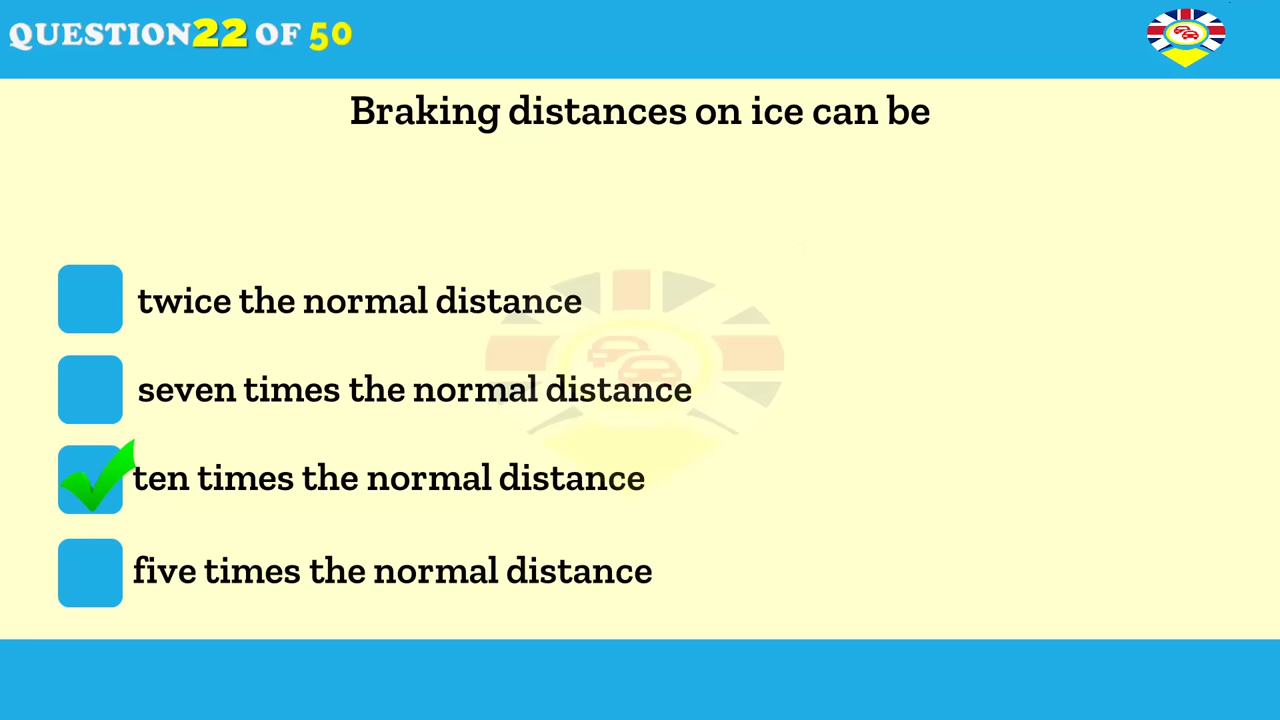 QUESTION 22 OF 50
Braking distances on ice can be
twice the normal distance
seven times the normal distance
ten times the normal distance
five times the normal distance